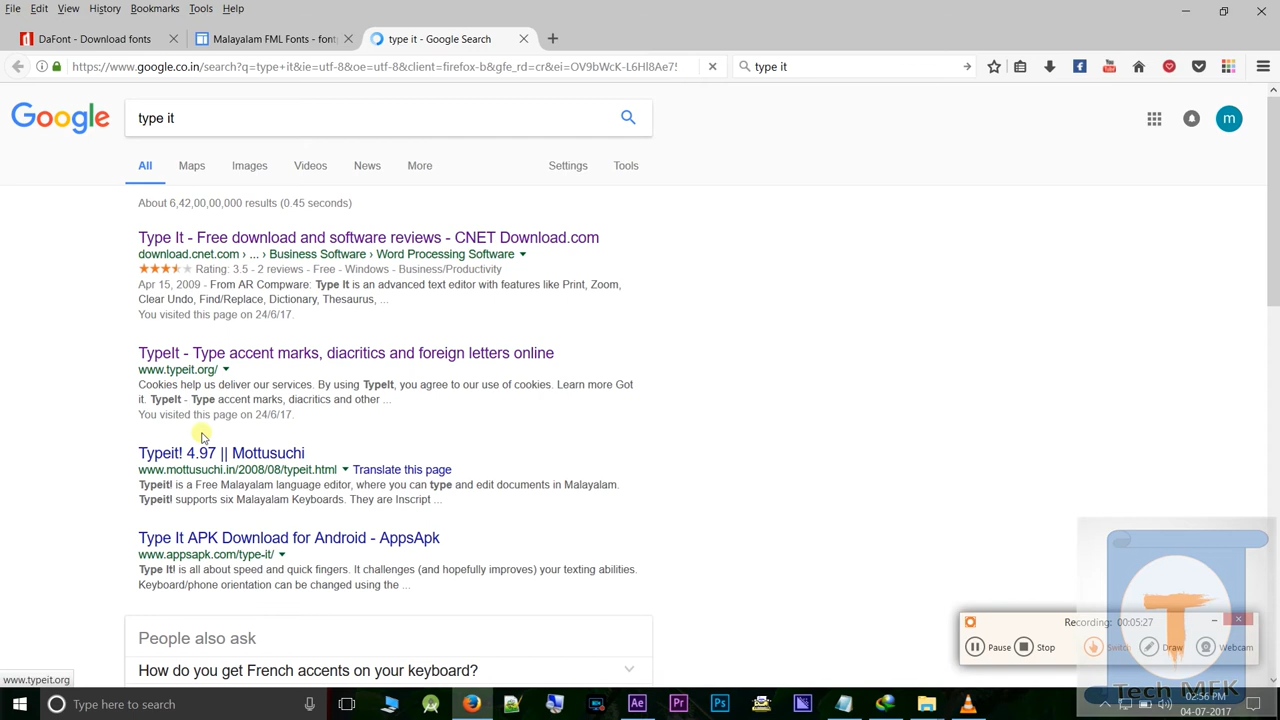 File Edit View History Bookmarks Tools Help
DaFont - Download fonts
Malayalam FML Fonts - font
type it - Google Search
https://www.google.co.in/search?q=type+it&ie=utf-8&oe=utf-8&client=firefox-b&gfe_rd=cr&ei=OV9bWcK-L6Hl8Ae7
type it
Google
type it
m
All Maps Images Videos News More Settings Tools
About 6,42,00,00,000 results (0.45 seconds)
Type It - Free download and software reviews - CNET Download.com
download.cnet.com › ... › Business Software › Word Processing Software
Rating: 3.5 - 2 reviews - Free - Windows - Business/Productivity
Apr 15, 2009 - From AR Compware: Type It is an advanced text editor with features like Print, Zoom,
Clear Undo, Find/Replace, Dictionary, Thesaurus, ...
You visited this page on 24/6/17.
TypeIt - Type accent marks, diacritics and foreign letters online
www.typeit.org/
Cookies help us deliver our services. By using TypeIt, you agree to our use of cookies. Learn more Got
it. TypeIt - Type accent marks, diacritics and other ...
You visited this page on 24/6/17.
Typeit! 4.97 || Mottusuchi
www.mottusuchi.in/2008/08/typeit.html Translate this page
Typeit! is a Free Malayalam language editor, where you can type and edit documents in Malayalam.
Typeit! supports six Malayalam Keyboards. They are Inscript ...
Type It APK Download for Android - AppsApk
www.appsapk.com/type-it/
Type It! is all about speed and quick fingers. It challenges (and hopefully improves) your texting abilities.
Keyboard/phone orientation can be changed using the ...
People also ask
How do you get French accents on your keyboard?
www.typeit.org
Recording: 00:05:27
Pause Stop Switch Draw Webcam
T
Tech MFK
Type here to search
Ae Pr Ps
02:56 PM
04-07-2017